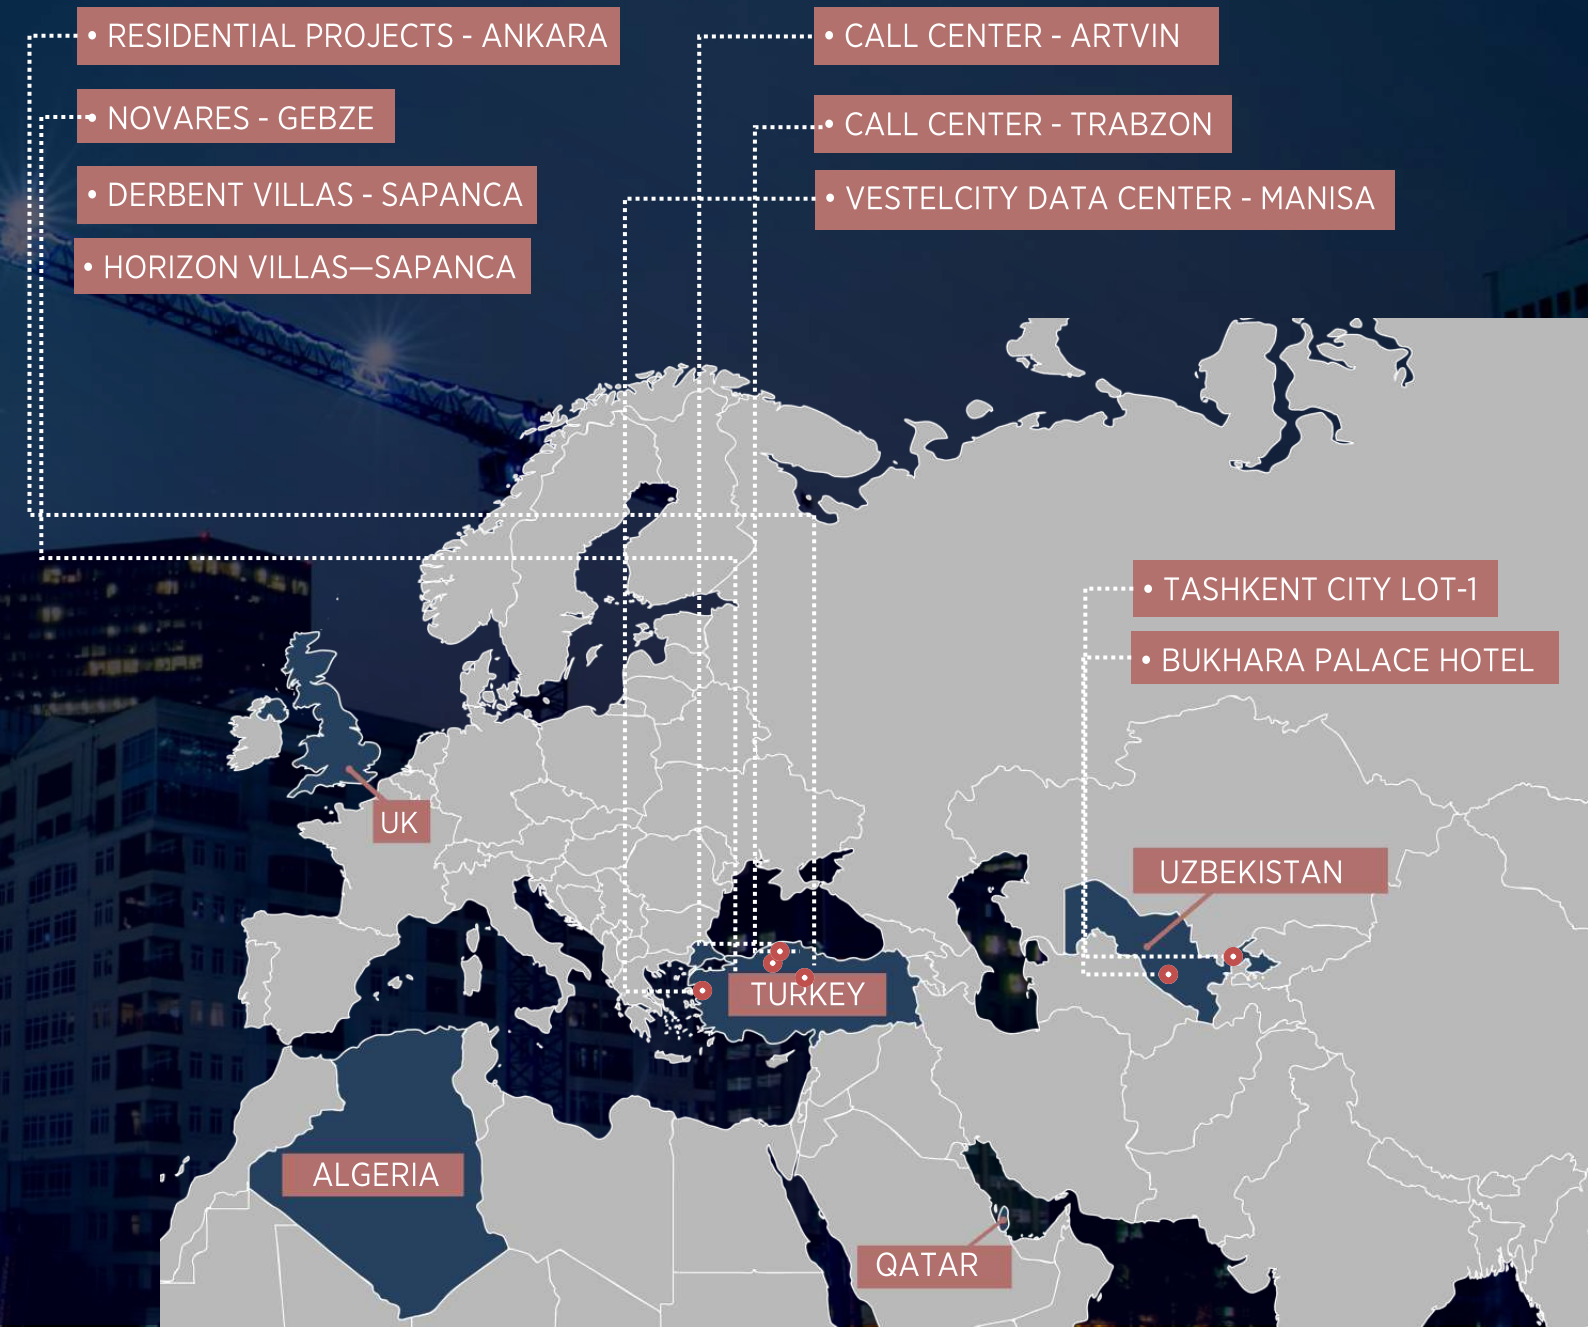 • RESIDENTIAL PROJECTS - ANKARA
• NOVARES - GEBZE
• DERBENT VILLAS - SAPANCA
• HORIZON VILLAS—SAPANCA
• CALL CENTER - ARTVIN
• CALL CENTER - TRABZON
• VESTELCITY DATA CENTER - MANISA
• TASHKENT CITY LOT-1
• BUKHARA PALACE HOTEL
UK
UZBEKISTAN
TURKEY
ALGERIA
QATAR